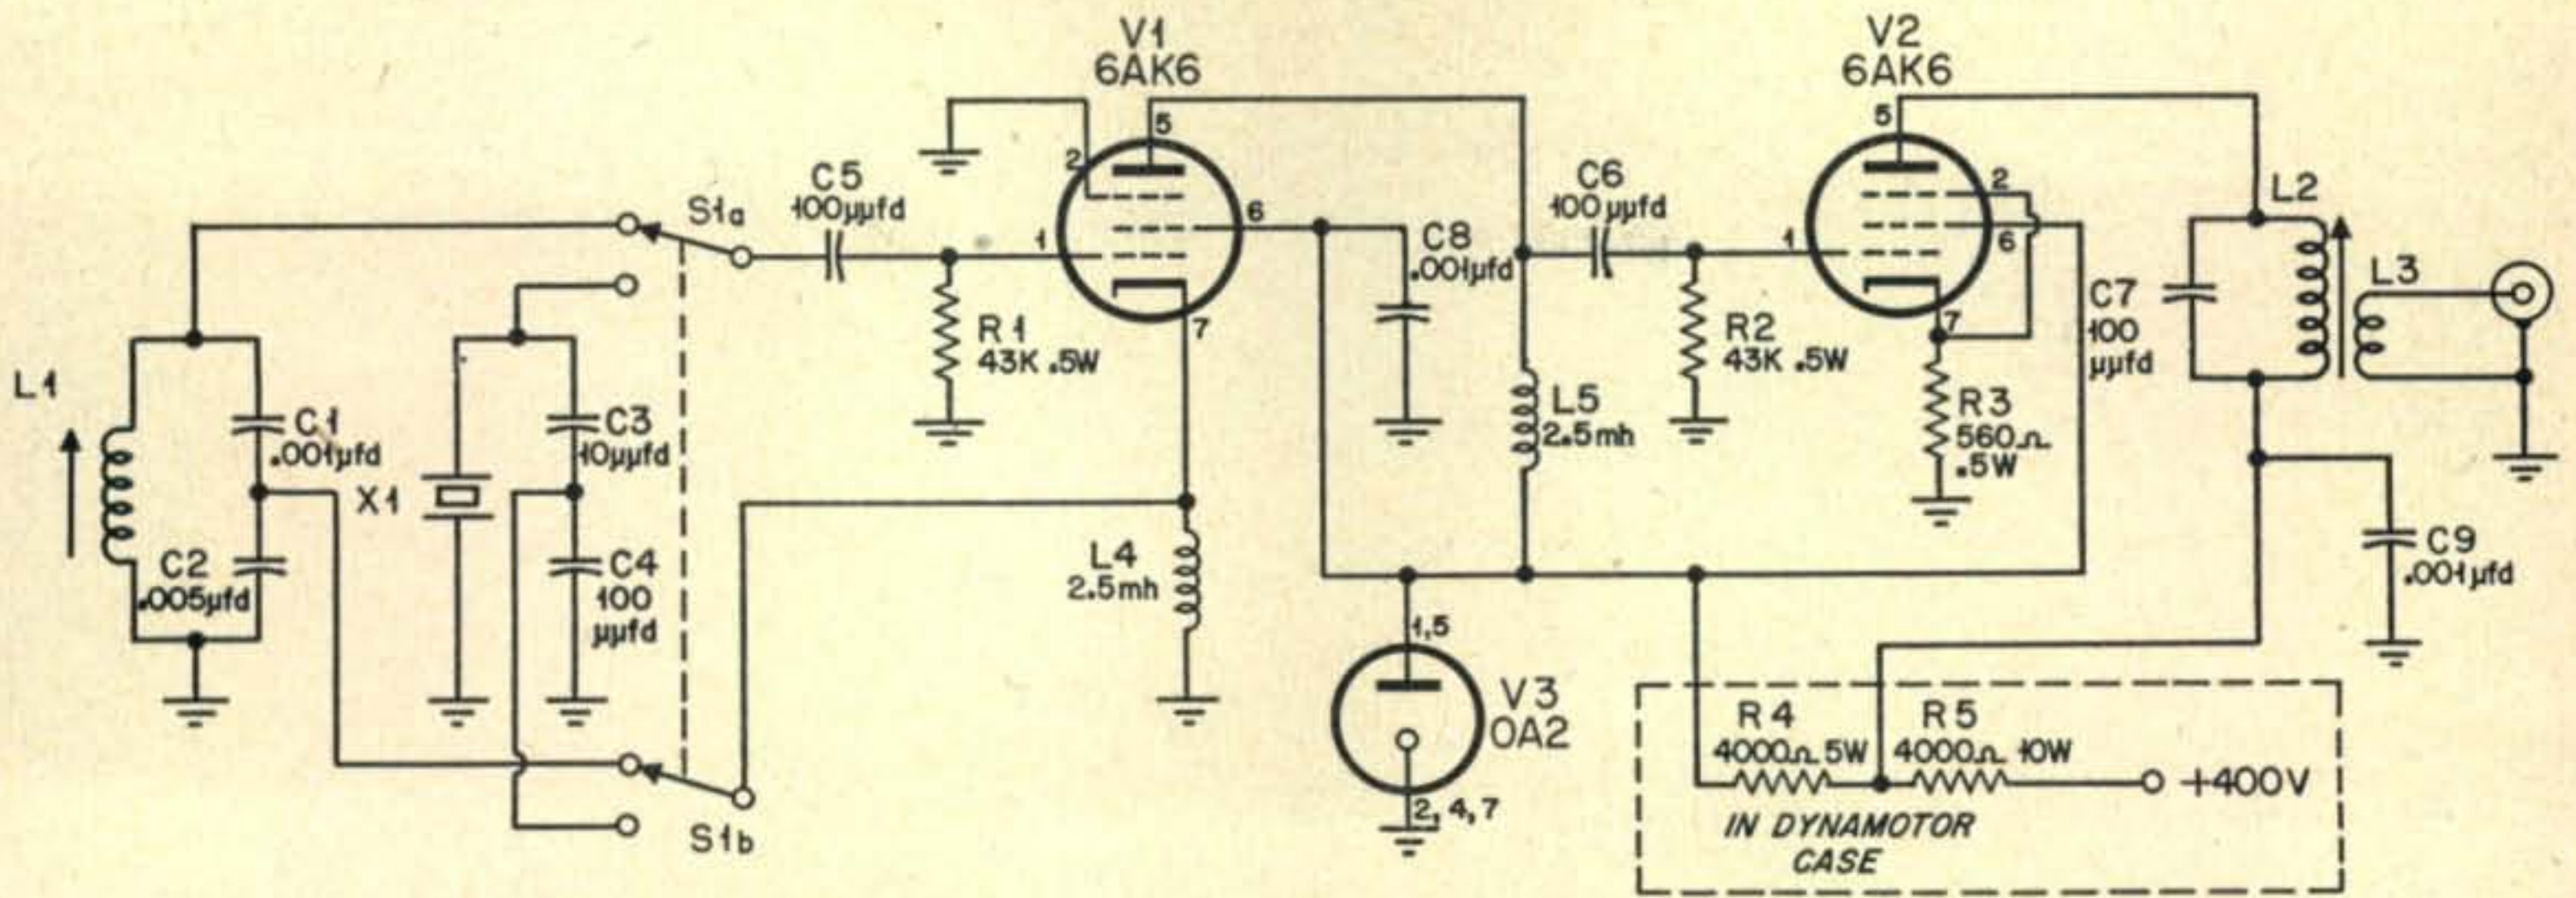 V1
6AK6
V2
6AK6
5
2
1
6
7
5
2
1
6
7
S1a
C5
100µµfd
C6
100µµfd
L2
L3
C8
.001µfd
C7
100
µµfd
R1
43K .5W
R2
43K .5W
R3
560Ω
.5W
L1
C1
.001µfd
C3
10µµfd
X1
L5
2.5mh
C2
.005µfd
C4
100
µµfd
L4
2.5mh
C9
.001µfd
1,5
V3
OA2
2,4,7
R4
4000Ω 5W
R5
4000Ω 10W
+400V
IN DYNAMOTOR
CASE
S1b